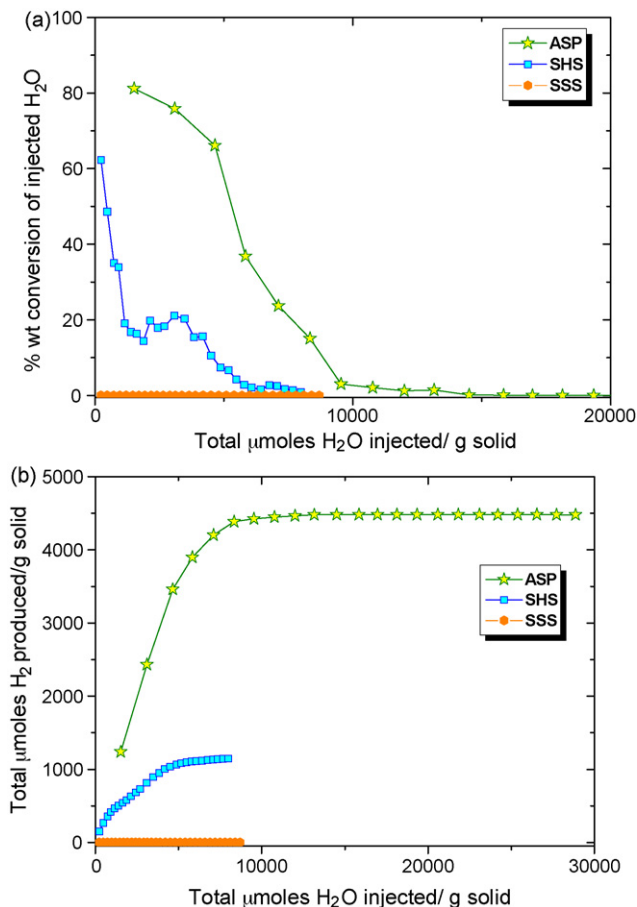 (a)
100
80
60
40
20
0
% wt conversion of injected H₂O
ASP
SHS
SSS
0 10000 20000
Total μmoles H₂O injected/ g solid
(b)
5000
4000
3000
2000
1000
0
Total μmoles H₂ produced/g solid
ASP
SHS
SSS
0 10000 20000 30000
Total μmoles H₂O injected/ g solid